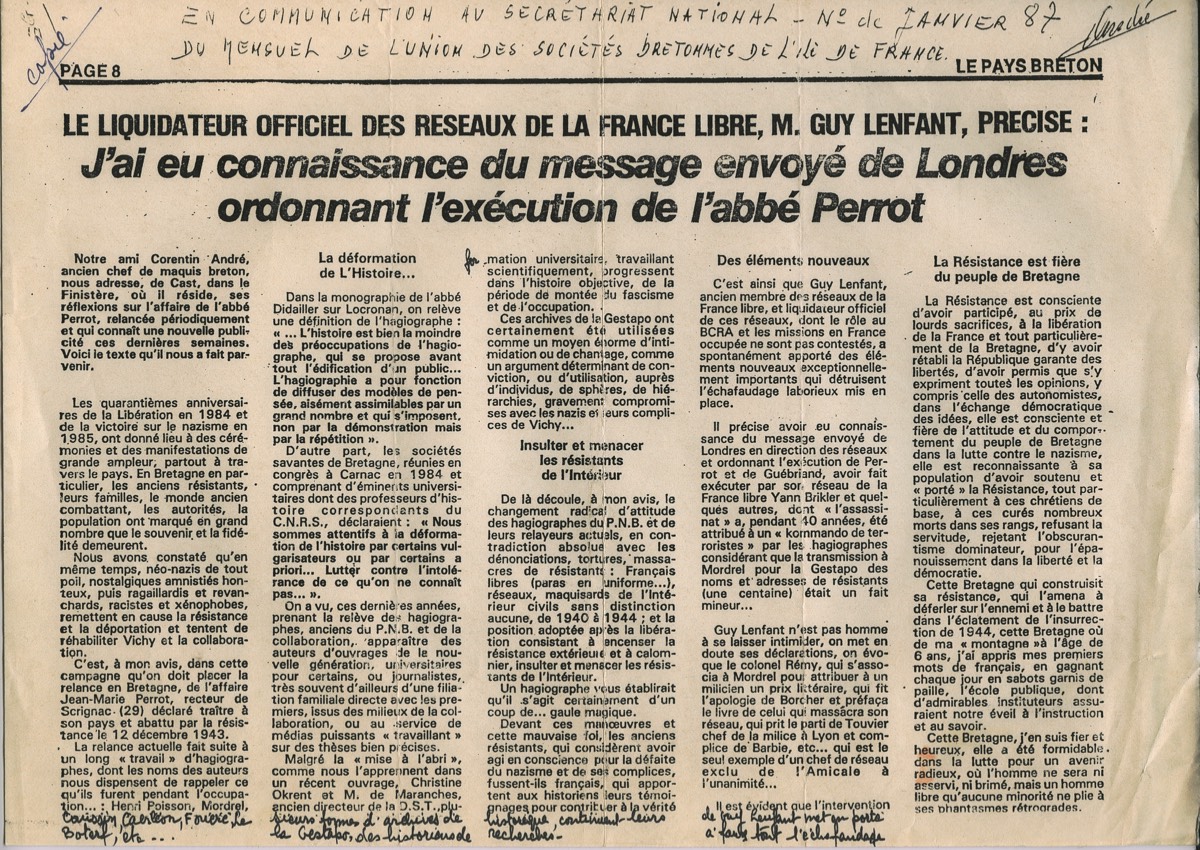 EN COMMUNICATION AU SECRÉTARIAT NATIONAL - No de JANVIER 87
DU MENSUEL DE L'UNION DES SOCIÉTÉS BRETONNES DE L'ILE DE FRANCE.
copie
PAGE 8
LE PAYS BRETON
LE LIQUIDATEUR OFFICIEL DES RESEAUX DE LA FRANCE LIBRE, M. GUY LENFANT, PRECISE :
J'ai eu connaissance du message envoyé de Londres
ordonnant l'exécution de l'abbé Perrot
Notre ami Corentin André,
ancien chef de maquis breton,
nous adresse, de Cast, dans le
Finistère, où il réside, ses
réflexions sur l'affaire de l'abbé
Perrot, relancée périodiquement
et qui connaît une nouvelle publi-
cité ces dernières semaines.
Voici le texte qu'il nous a fait par-
venir.
Les quarantièmes anniversai-
res de la Libération en 1984 et
de la victoire sur le nazisme en
1985, ont donné lieu à des céré-
monies et des manifestations de
grande ampleur, partout à tra-
vers le pays. En Bretagne en par-
ticulier, les anciens résistants,
leurs familles, le monde ancien
combattant, les autorités, la
population ont marqué en grand
nombre que le souvenir et la fidé-
lité demeurent.
Nous avons constaté qu'en
même temps, néo-nazis de tout
poil, nostalgiques amnistiés hon-
teux, puis ragaillardis et revan-
chards, racistes et xénophobes,
remettent en cause la résistance
et la déportation et tentent de
réhabiliter Vichy et la collabora-
tion.
C'est, à mon avis, dans cette
campagne qu'on doit placer la
relance en Bretagne, de l'affaire
Jean-Marie Perrot, recteur de
Scrignac (29) déclaré traître à
son pays et abattu par la résis-
tance le 12 décembre 1943.
La relance actuelle fait suite à
un long « travail » d'hagiogra-
phes, dont les noms des auteurs
nous dispensent de rappeler ce
qu'ils furent pendant l'occupa-
tion... : Henri Poisson, Mordrel,
Caouissin, Caerléon, Fouéré, Le
Boterf, etc...
La déformation
de L'Histoire...
Dans la monographie de l'abbé
Didailler sur Locronan, on relève
une définition de l'hagiographe :
« ... L'histoire est bien la moindre
des préoccupations de l'hagio-
graphe, qui se propose avant
tout l'édification d'un public...
L'hagiographie a pour fonction
de diffuser des modèles de pen-
sée, aisément assimilables par un
grand nombre et qui s'imposent,
non par la démonstration mais
par la répétition ».
D'autre part, les sociétés
savantes de Bretagne, réunies en
congrès à Carnac en 1984 et
comprenant d'éminents universi-
taires dont des professeurs d'his-
toire correspondants du
C.N.R.S., déclaraient : « Nous
sommes attentifs à la déforma-
tion de l'histoire par certains vul-
garisateurs ou par certains a
priori... Lutter contre l'intolé-
rance de ce qu'on ne connaît
pas... ».
On a vu, ces dernières années,
prenant la relève des hagiogra-
phes, anciens du P.N.B. et de la
collaboration, apparaître des
auteurs d'ouvrages de la nou-
velle génération, universitaires
pour certains, ou journalistes,
très souvent d'ailleurs d'une filia-
tion familiale directe avec les pre-
miers, issus des milieux de la col-
laboration, ou au service de
médias puissants « travaillant »
sur des thèses bien précises.
Malgré la « mise à l'abri »,
comme nous l'apprennent dans
un récent ouvrage, Christine
Okrent et M. de Maranches,
ancien directeur de la D.S.T., plu-
sieurs tonnes d'archives de
la Gestapo, des historiens de
for
mation universitaire, travaillant
scientifiquement, progressent
dans l'histoire objective, de la
période de montée du fascisme
et de l'occupation.
Ces archives de la Gestapo ont
certainement été utilisées
comme un moyen énorme d'inti-
midation ou de chantage, comme
un argument déterminant de con-
viction, ou d'utilisation, auprès
d'individus, de sphères, de hié-
rarchies, gravement compromi-
ses avec les nazis et leurs compli-
ces de Vichy...
Insulter et menacer
les résistants
de l'Intérieur
De là découle, à mon avis, le
changement radical d'attitude
des hagiographes du P.N.B. et de
leurs relayeurs actuels, en con-
tradiction absolue avec les
dénonciations, tortures, massa-
cres de résistants : Français
libres (paras en uniforme...),
réseaux, maquisards de l'Inté-
rieur civils sans distinction
aucune, de 1940 à 1944 ; et la
position adoptée après la libéra-
tion consistant à encenser la
résistance extérieure et à calom-
nier, insulter et menacer les résis-
tants de l'Intérieur.
Un hagiographe vous établirait
qu'il s'agit certainement d'un
coup de... gaule magique.
Devant ces manœuvres et
cette mauvaise foi, les anciens
résistants, qui considèrent avoir
agi en conscience pour la défaite
du nazisme et de ses complices,
fussent-ils français, qui appor-
tent aux historiens leurs témoi-
gnages pour contribuer à la vérité
historique, continuent leurs
recherches-
Des éléments nouveaux
C'est ainsi que Guy Lenfant,
ancien membre des réseaux de la
France libre, et liquidateur officiel
de ces réseaux, dont le rôle au
BCRA et les missions en France
occupée ne sont pas contestés, a
spontanément apporté des élé-
ments nouveaux exceptionnelle-
ment importants qui détruisent
l'échafaudage laborieux mis en
place.
Il précise avoir eu connais-
sance du message envoyé de
Londres en direction des réseaux
et ordonnant l'exécution de Per-
rot et de Guébriand, avoir fait
exécuter par son réseau de la
France libre Yann Brikler et quel-
ques autres, dont « l'assassi-
nat » a, pendant 40 années, été
attribué à un « kommando de ter-
roristes » par les hagiographes
considérant que la transmission à
Mordrel pour la Gestapo des
noms et adresses de résistants
(une centaine) était un fait
mineur...
Guy Lenfant n'est pas homme
à se laisser intimider, on met en
doute ses déclarations, on évo-
que le colonel Rémy, qui s'asso-
cia à Mordrel pour attribuer à un
milicien un prix littéraire, qui fit
l'apologie de Borcher et préfaça
le livre de celui qui massacra son
réseau, qui prit le parti de Touvier
chef de la milice à Lyon et com-
plice de Barbie, etc... qui est le
seul exemple d'un chef de réseau
exclu de l'Amicale à
l'unanimité...
Il est évident que l'intervention
de Guy Lenfant met en porte
à faux tout l'échafaudage
La Résistance est fière
du peuple de Bretagne
La Résistance est consciente
d'avoir participé, au prix de
lourds sacrifices, à la libération
de la France et tout particulière-
ment de la Bretagne, d'y avoir
rétabli la République garante des
libertés, d'avoir permis que s'y
expriment toutes les opinions, y
compris celle des autonomistes,
dans l'échange démocratique
des idées, elle est consciente et
fière de l'attitude et du compor-
tement du peuple de Bretagne
dans la lutte contre le nazisme,
elle est reconnaissante à sa
population d'avoir soutenu et
« porté » la Résistance, tout par-
ticulièrement à ces chrétiens de
base, à ces curés nombreux
morts dans ses rangs, refusant la
servitude, rejetant l'obscuran-
tisme dominateur, pour l'épa-
nouissement dans la liberté et la
démocratie.
Cette Bretagne qui construisit
sa résistance, qui l'amena à
déferler sur l'ennemi et à le battre
dans l'éclatement de l'insurrec-
tion de 1944, cette Bretagne où
de ma « montagne » à l'âge de
6 ans, j'ai appris mes premiers
mots de français, en gagnant
chaque jour en sabots garnis de
paille, l'école publique, dont
d'admirables instituteurs assu-
raient notre éveil à l'instruction
et au savoir.
Cette Bretagne, j'en suis fier et
heureux, elle a été formidable
dans la lutte pour un avenir
radieux, où l'homme ne sera ni
asservi, ni brimé, mais un homme
libre qu'aucune minorité ne plie à
ses phantasmes rétrogrades.